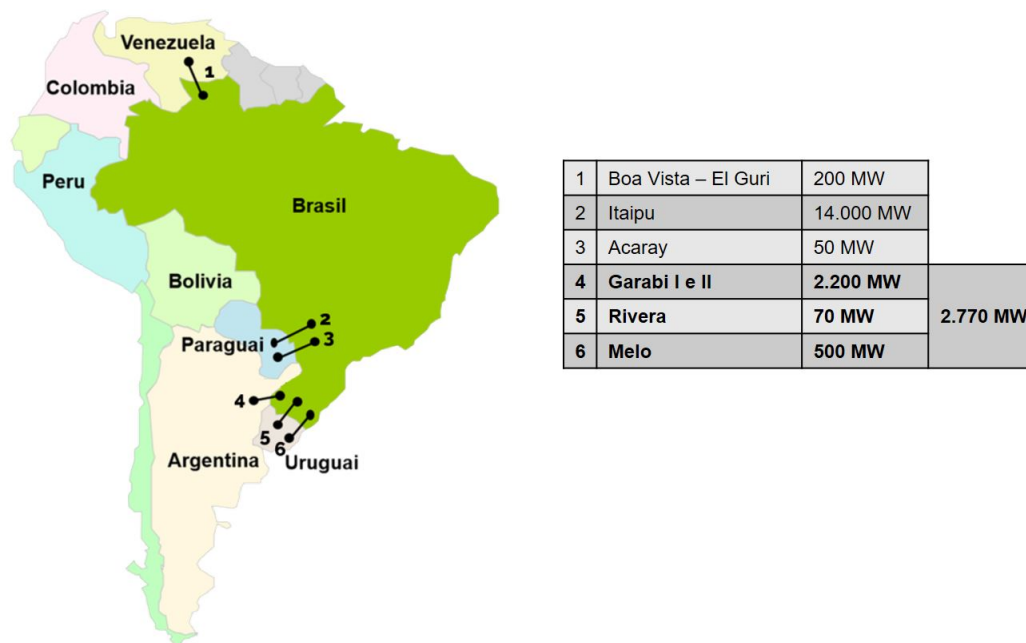 Venezuela
1
Colombia
Peru
Brasil
Bolivia
2
Paraguai
3
4
5
6
Argentina
Uruguai
1 Boa Vista – El Guri 200 MW
2 Itaipu 14.000 MW
3 Acaray 50 MW
4 Garabi I e II 2.200 MW
5 Rivera 70 MW 2.770 MW
6 Melo 500 MW